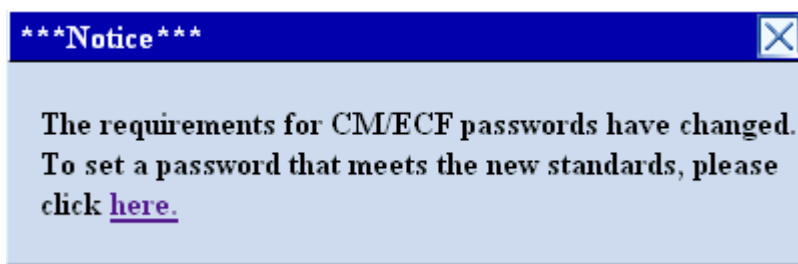 ***Notice***
The requirements for CM/ECF passwords have changed.
To set a password that meets the new standards, please
click here.